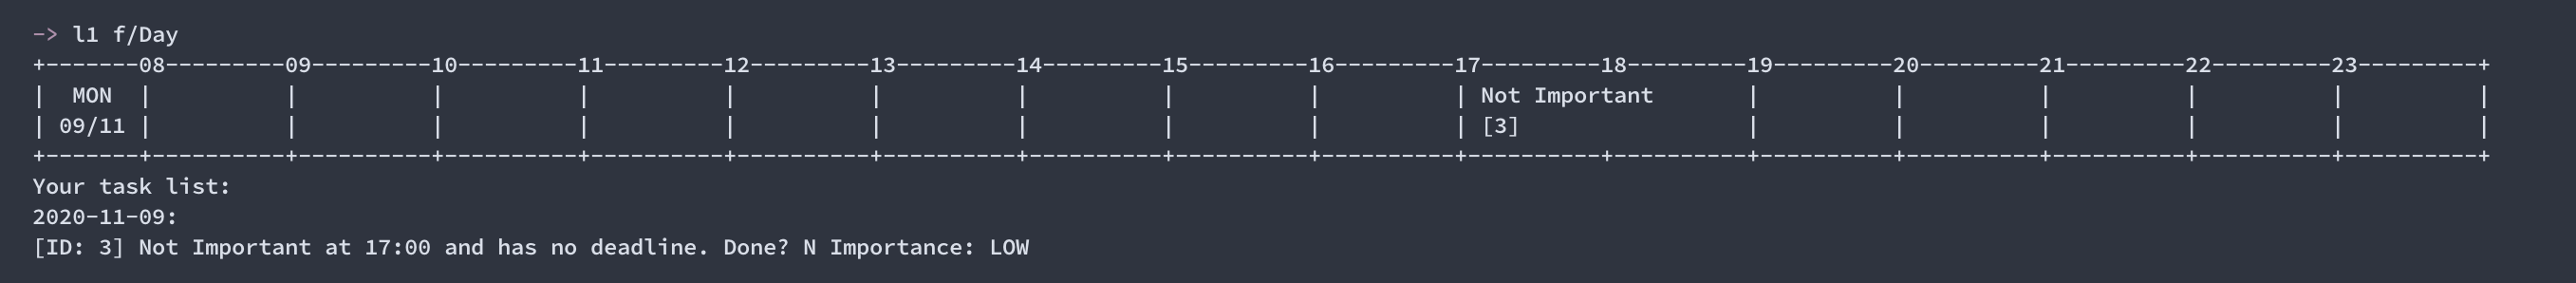 -> l1 f/Day
+-------08---------09---------10---------11---------12---------13---------14---------15---------16---------17---------18---------19---------20---------21---------22---------23---------+
|  MON  |          |          |          |          |          |          |          |          |          | Not Important       |          |          |          |          |          |
| 09/11 |          |          |          |          |          |          |          |          |          | [3]                 |          |          |          |          |          |
+-------+----------+----------+----------+----------+----------+----------+----------+----------+----------+----------+----------+----------+----------+----------+----------+----------+
Your task list:
2020-11-09:
[ID: 3] Not Important at 17:00 and has no deadline. Done? N Importance: LOW